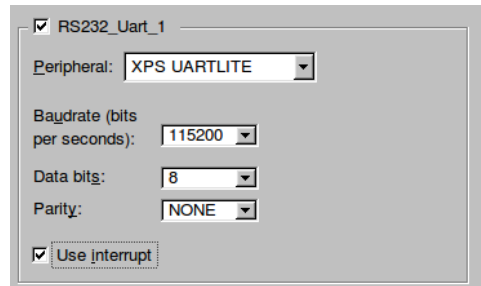 RS232_Uart_1
Peripheral: XPS UARTLITE
Baudrate (bits
per seconds): 115200
Data bits: 8
Parity: NONE
Use interrupt